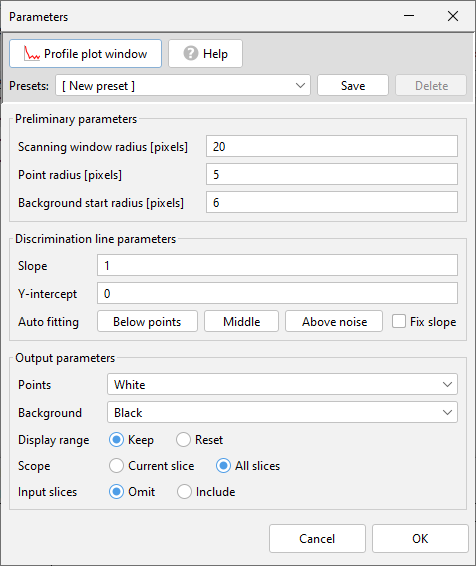 Parameters
Profile plot window ? Help
Presets: [ New preset ] Save Delete
Preliminary parameters
Scanning window radius [pixels] 20
Point radius [pixels] 5
Background start radius [pixels] 6
Discrimination line parameters
Slope 1
Y-intercept 0
Auto fitting Below points Middle Above noise Fix slope
Output parameters
Points White
Background Black
Display range Keep Reset
Scope Current slice All slices
Input slices Omit Include
Cancel OK